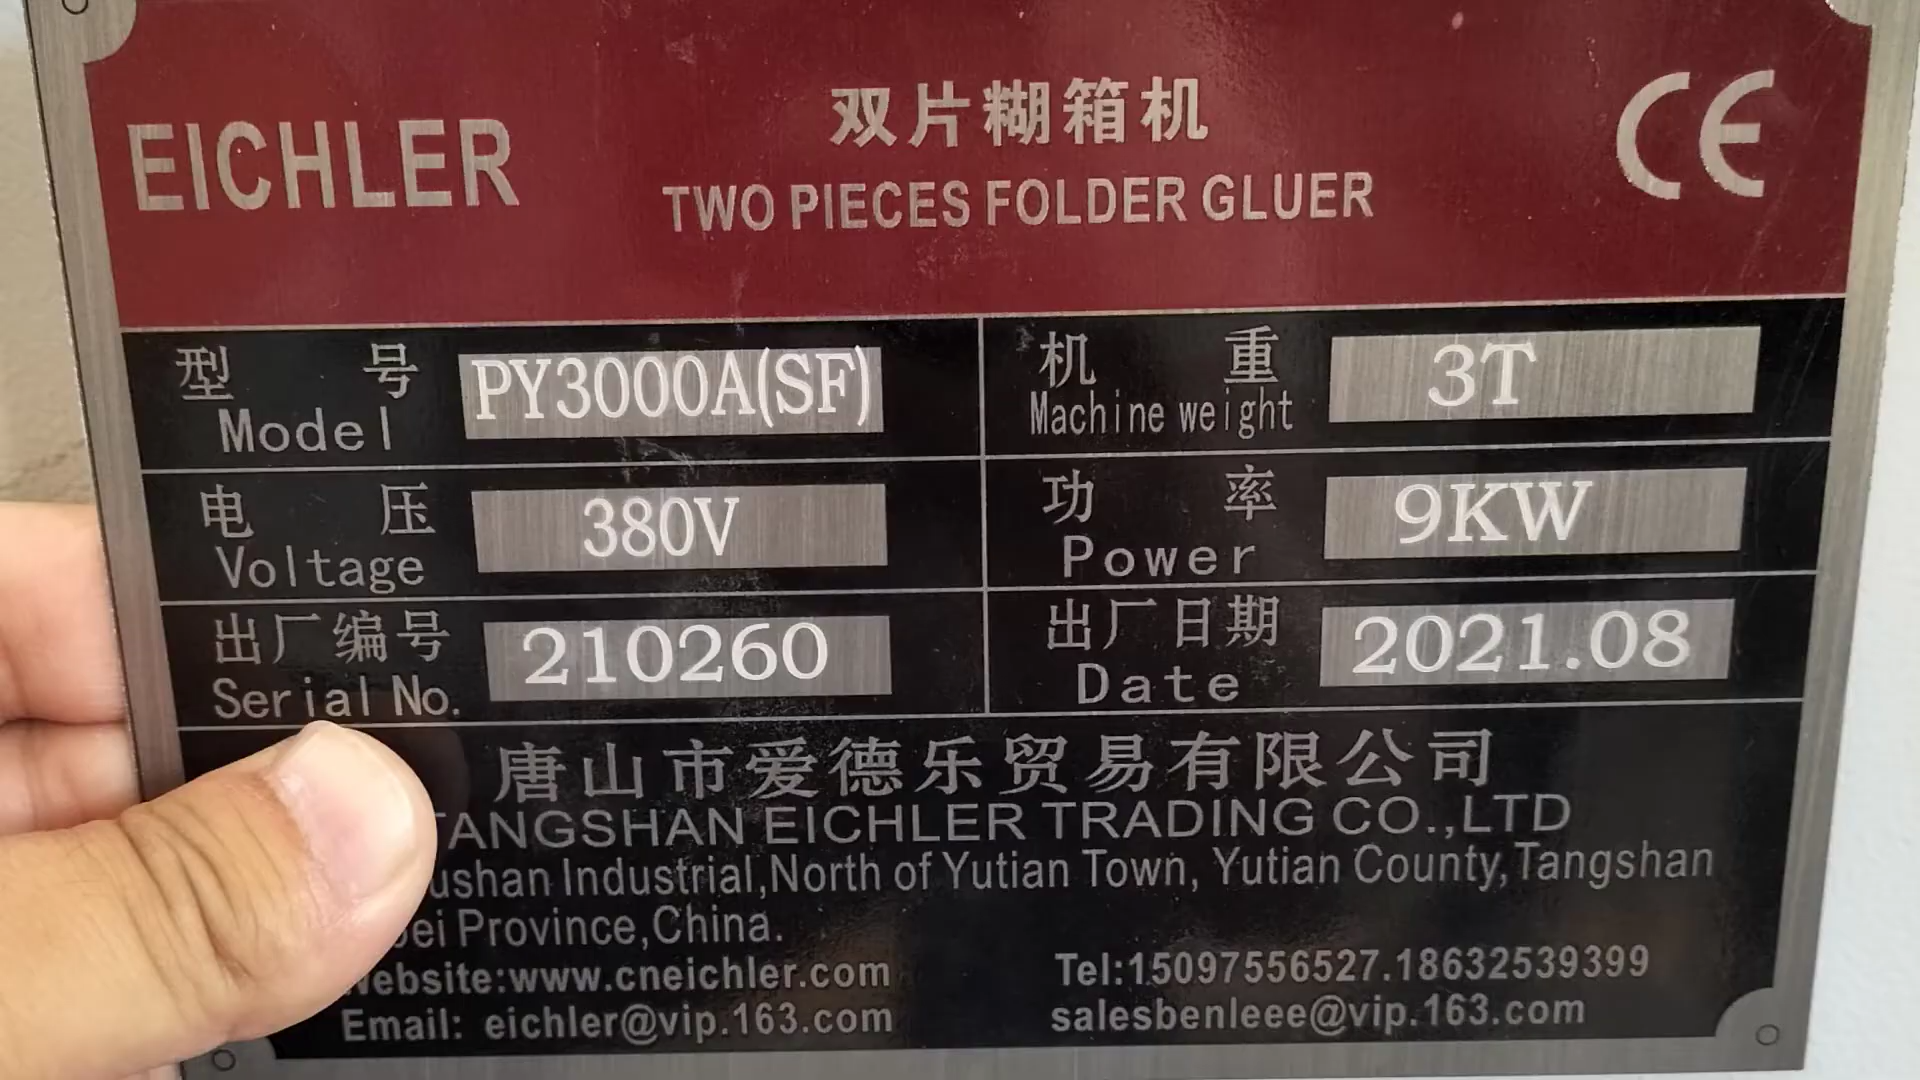 双片糊箱机
EICHLER
CE
TWO PIECES FOLDER GLUER
型号 PY3000A(SF) 机重 3T
Model Machine weight
电压 380V 功率 9KW
Voltage Power
出厂编号 210260 出厂日期 2021.08
Serial No. Date
唐山市爱德乐贸易有限公司
TANGSHAN EICHLER TRADING CO.,LTD
Industrial,North of Yutian Town, Yutian County,Tangshan
Province,China.
Website:www.cneichler.com Tel:15097556527.18632539399
Email: eichler@vip.163.com salesbenleee@vip.163.com